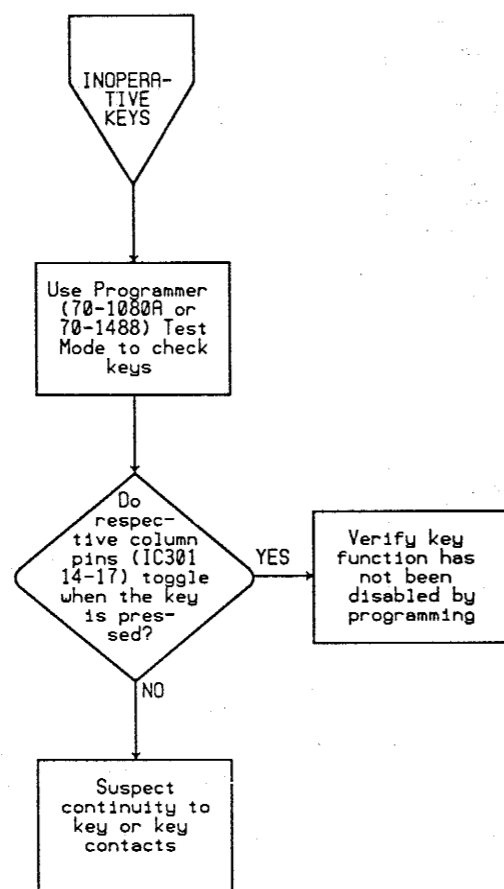 INOPERA-
TIVE
KEYS
Use Programmer
(70-1080A or
70-1488) Test
Mode to check
keys
Do
respec-
tive column
pins (IC301
14-17) toggle
when the key
is pres-
sed?
YES
Verify key
function has
not been
disabled by
programming
NO
Suspect
continuity to
key or key
contacts